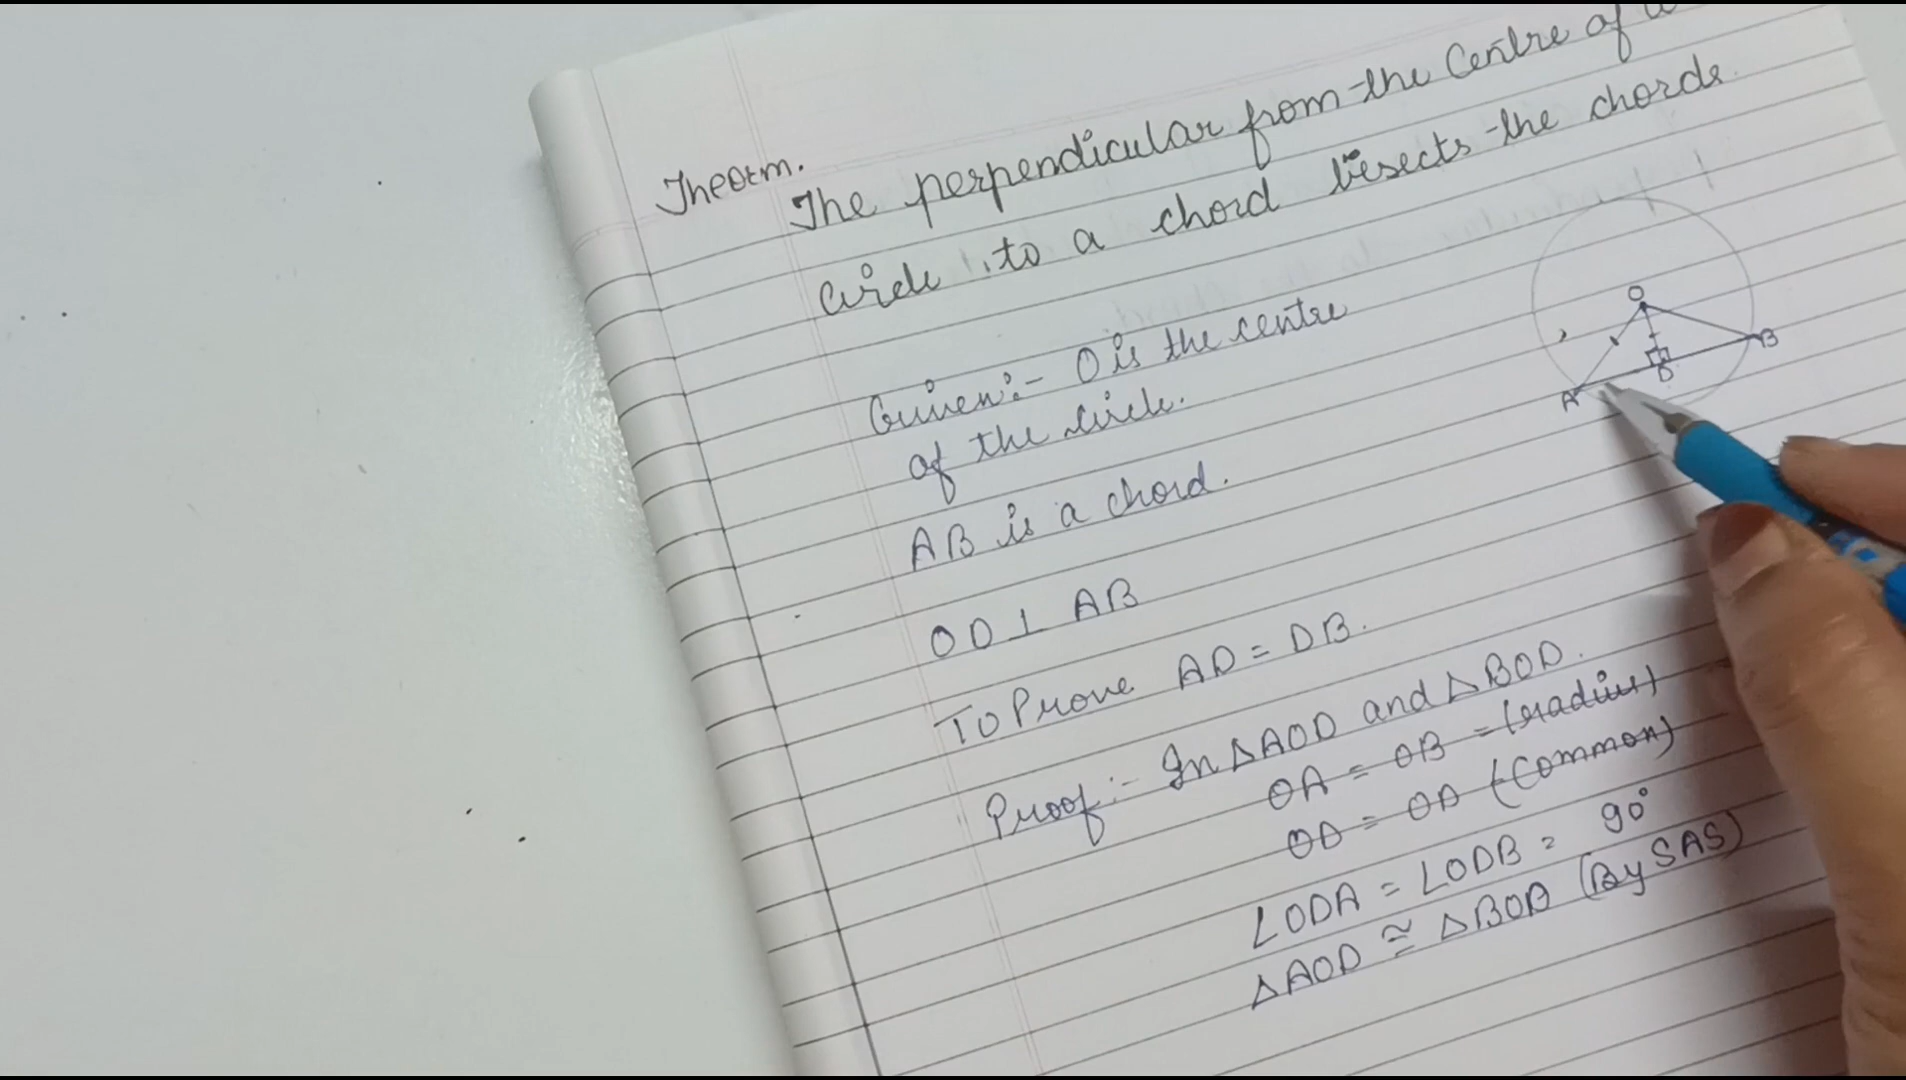 Theorm.
The perpendicular from the Centre of a
circle, to a chord bisects the chords.
Given:- O is the centre
of the circle.
AB is a chord.
OD ⊥ AB
To Prove AD = DB.
Proof:- In △AOD and △BOD.
OA = OB = (radius)
OD = OD (Common)
∠ODA = ∠ODB = 90°
△AOD ≅ △BOD (By SAS)
O
B
D
A